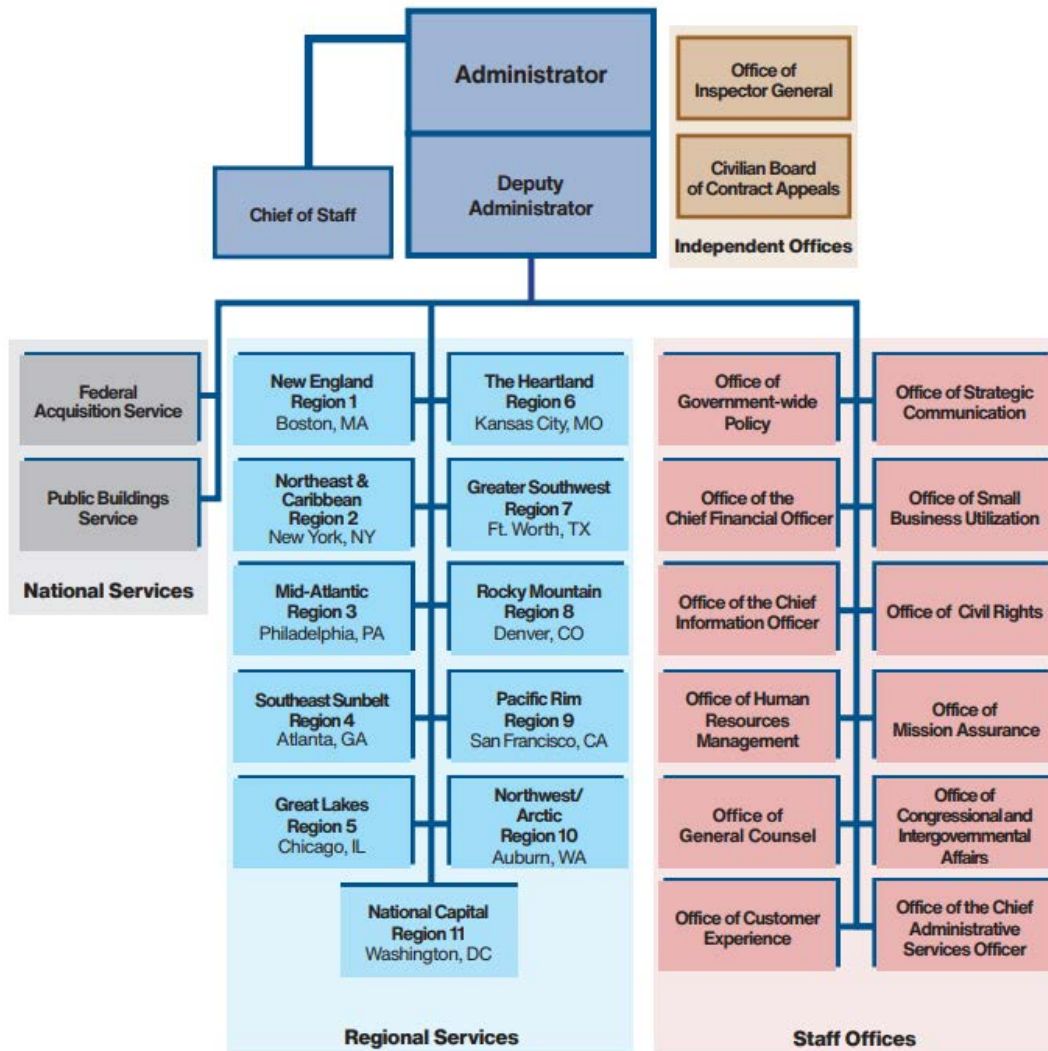 Administrator
Deputy
Administrator
Chief of Staff
Office of
Inspector General
Civilian Board
of Contract Appeals
Independent Offices
Federal
Acquisition Service
Public Buildings
Service
National Services
New England
Region 1
Boston, MA
The Heartland
Region 6
Kansas City, MO
Northeast &
Caribbean
Region 2
New York, NY
Greater Southwest
Region 7
Ft. Worth, TX
Mid-Atlantic
Region 3
Philadelphia, PA
Rocky Mountain
Region 8
Denver, CO
Southeast Sunbelt
Region 4
Atlanta, GA
Pacific Rim
Region 9
San Francisco, CA
Great Lakes
Region 5
Chicago, IL
Northwest/
Arctic
Region 10
Auburn, WA
National Capital
Region 11
Washington, DC
Regional Services
Office of
Government-wide
Policy
Office of Strategic
Communication
Office of the
Chief Financial Officer
Office of Small
Business Utilization
Office of the Chief
Information Officer
Office of Civil Rights
Office of Human
Resources
Management
Office of
Mission Assurance
Office of
General Counsel
Office of
Congressional and
Intergovernmental
Affairs
Office of Customer
Experience
Office of the Chief
Administrative
Services Officer
Staff Offices